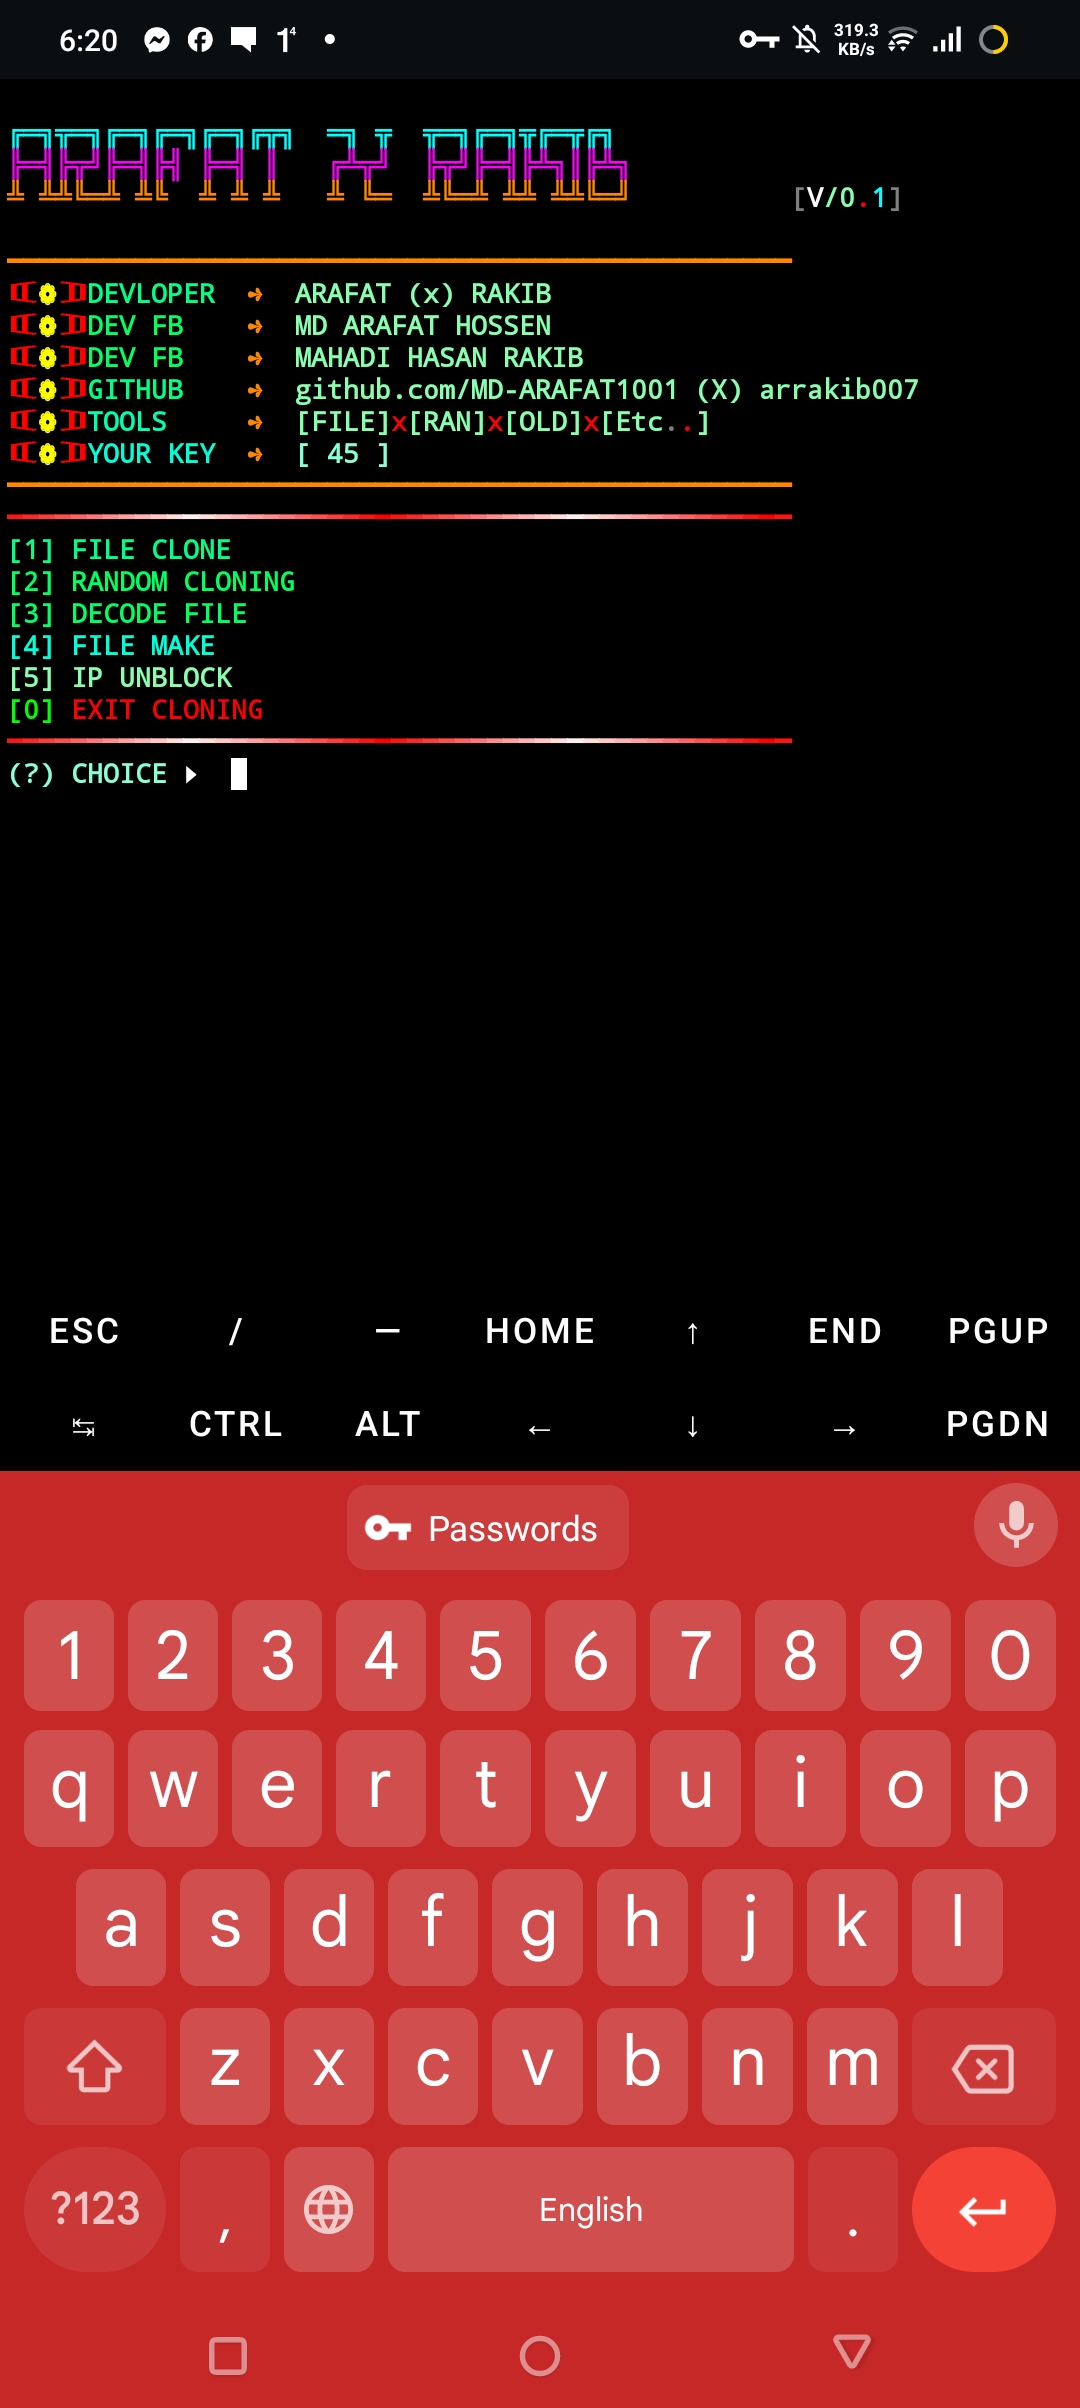 6:20
1 4
319.3
KB/s
ARAFAT X RAKIB
[V/0.1]
DEVLOPER ➺ ARAFAT (x) RAKIB
DEV FB ➺ MD ARAFAT HOSSEN
DEV FB ➺ MAHADI HASAN RAKIB
GITHUB ➺ github.com/MD-ARAFAT1001 (X) arrakib007
TOOLS ➺ [FILE]x[RAN]x[OLD]x[Etc..]
YOUR KEY ➺ [ 45 ]
[1] FILE CLONE
[2] RANDOM CLONING
[3] DECODE FILE
[4] FILE MAKE
[5] IP UNBLOCK
[0] EXIT CLONING
(?) CHOICE ▸
ESC / — HOME ↑ END PGUP
↹ CTRL ALT ← ↓ → PGDN
Passwords
1 2 3 4 5 6 7 8 9 0
q w e r t y u i o p
a s d f g h j k l
z x c v b n m
?123 , English .